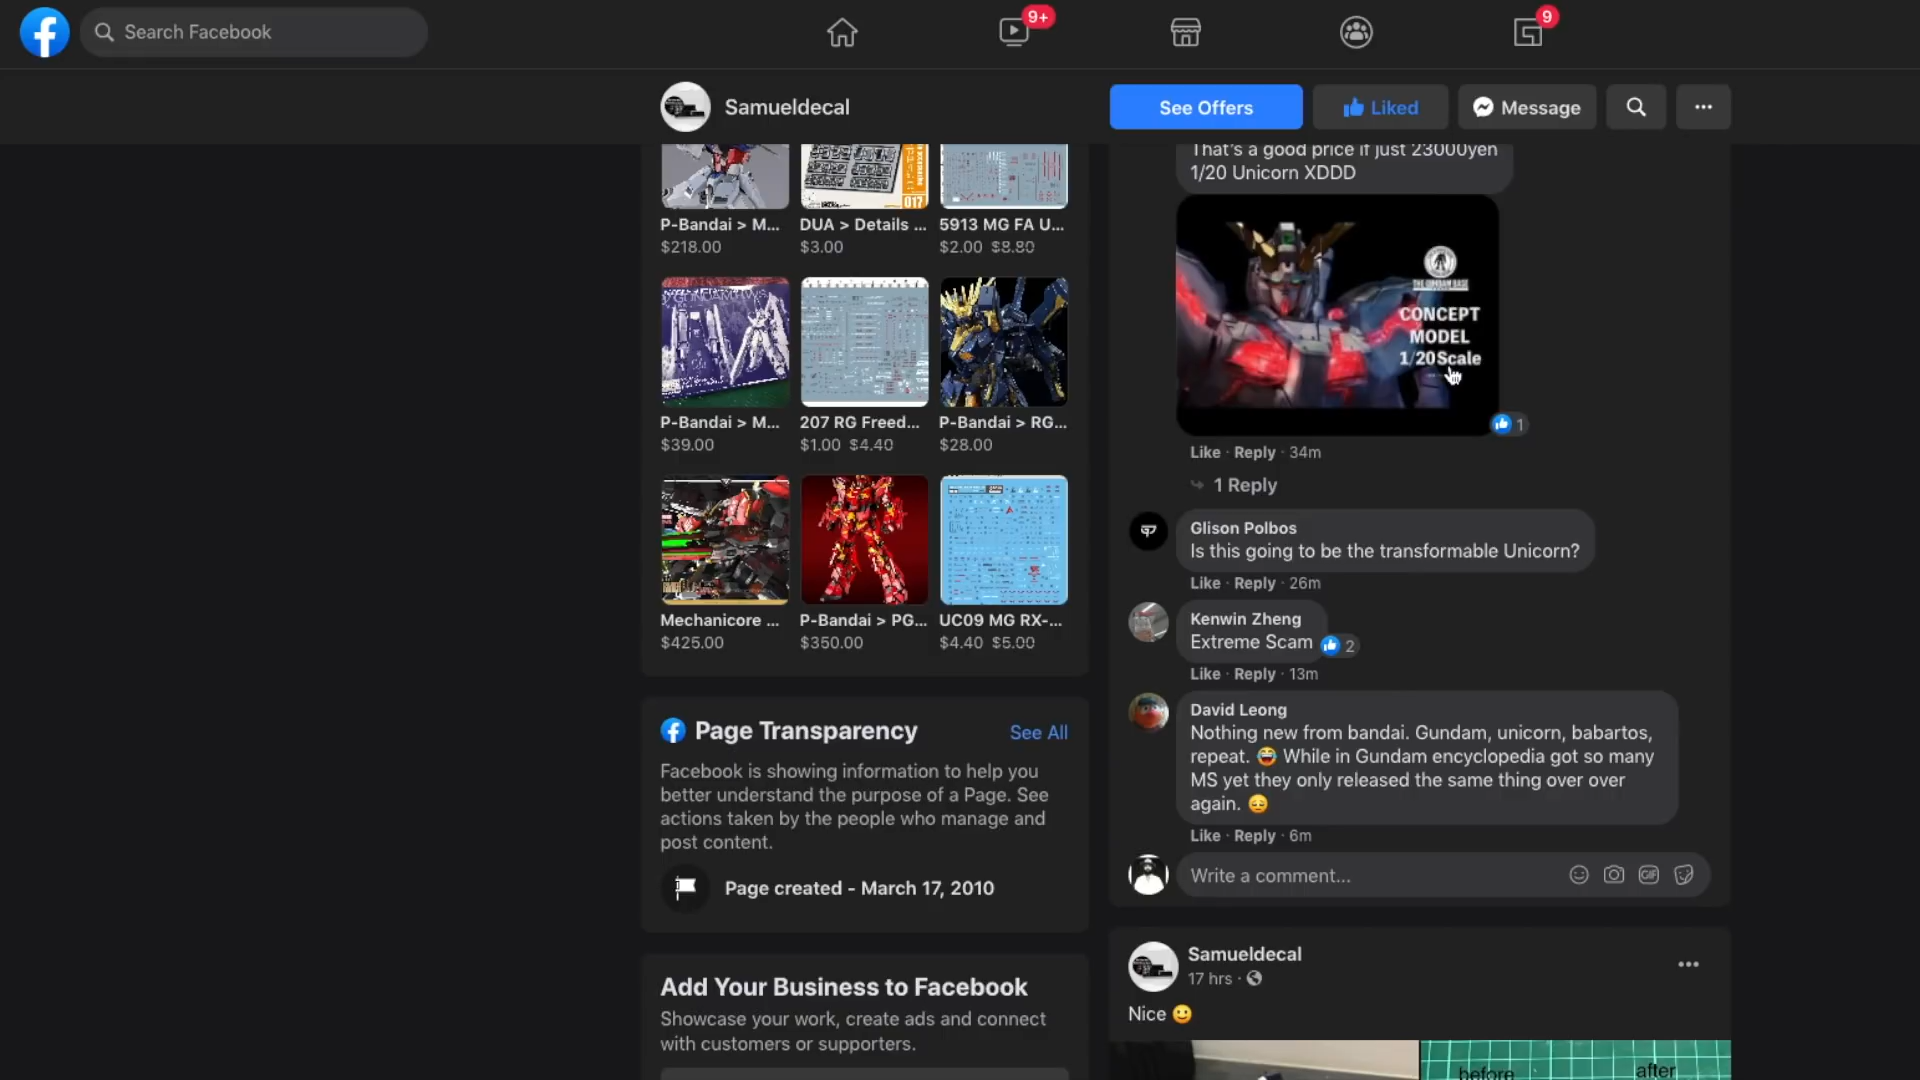 Search Facebook
9+
9
Samueldecal
See Offers
Liked
Message
017
P-Bandai > M...
$218.00
DUA > Details ...
$3.00
5913 MG FA U...
$2.00 $8.80
P-Bandai > M...
$39.00
207 RG Freed...
$1.00 $4.40
P-Bandai > RG...
$28.00
Mechanicore ...
$425.00
P-Bandai > PG...
$350.00
UC09 MG RX-...
$4.40 $5.00
Page Transparency
See All
Facebook is showing information to help you
better understand the purpose of a Page. See
actions taken by the people who manage and
post content.
Page created - March 17, 2010
Add Your Business to Facebook
Showcase your work, create ads and connect
with customers or supporters.
That's a good price if just 23000yen
1/20 Unicorn XDDD
THE GUNDAM BASE
CONCEPT
MODEL
1/20Scale
1
Like · Reply · 34m
1 Reply
Glison Polbos
Is this going to be the transformable Unicorn?
Like · Reply · 26m
Kenwin Zheng
Extreme Scam
2
Like · Reply · 13m
David Leong
Nothing new from bandai. Gundam, unicorn, babartos,
repeat. 😂 While in Gundam encyclopedia got so many
MS yet they only released the same thing over over
again. 😔
Like · Reply · 6m
Write a comment...
GIF
Samueldecal
17 hrs ·
Nice 😀
before
after